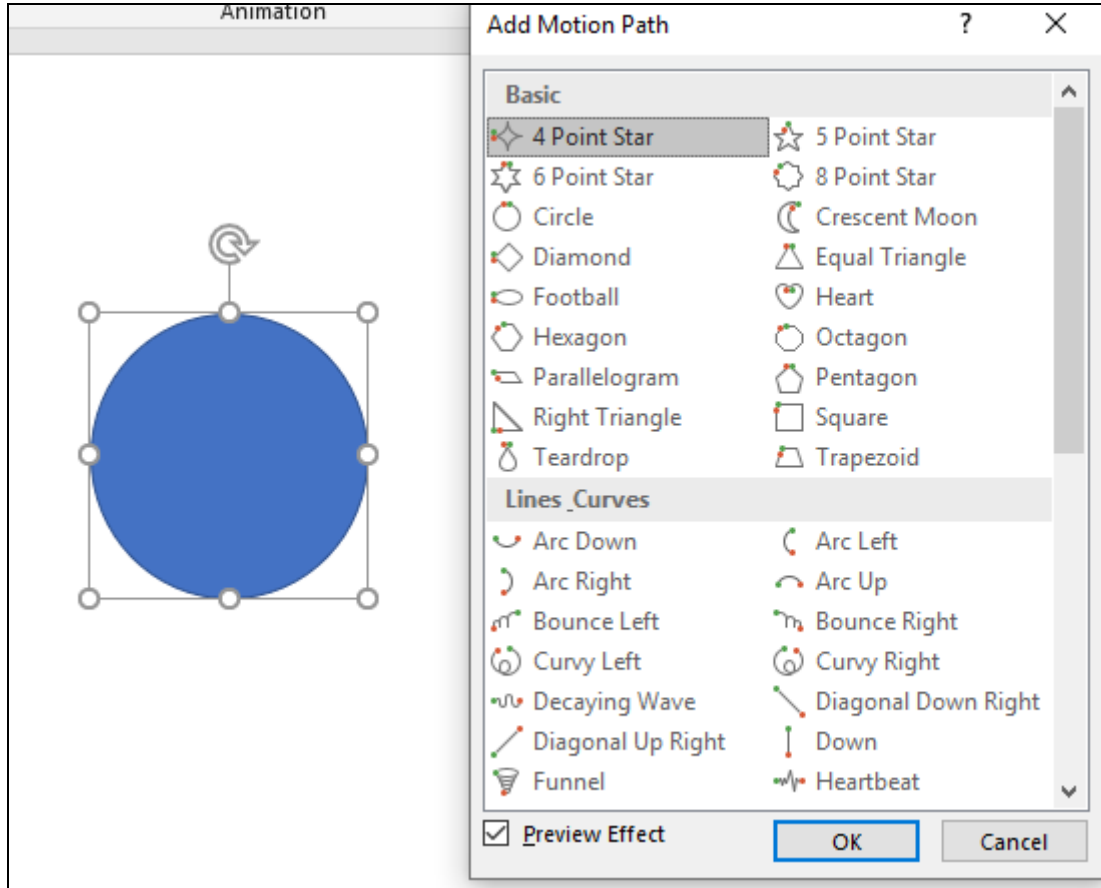 Animation
Add Motion Path ?
Basic
4 Point Star 5 Point Star
6 Point Star 8 Point Star
Circle Crescent Moon
Diamond Equal Triangle
Football Heart
Hexagon Octagon
Parallelogram Pentagon
Right Triangle Square
Teardrop Trapezoid
Lines_Curves
Arc Down Arc Left
Arc Right Arc Up
Bounce Left Bounce Right
Curvy Left Curvy Right
Decaying Wave Diagonal Down Right
Diagonal Up Right Down
Funnel Heartbeat
Preview Effect OK Cancel